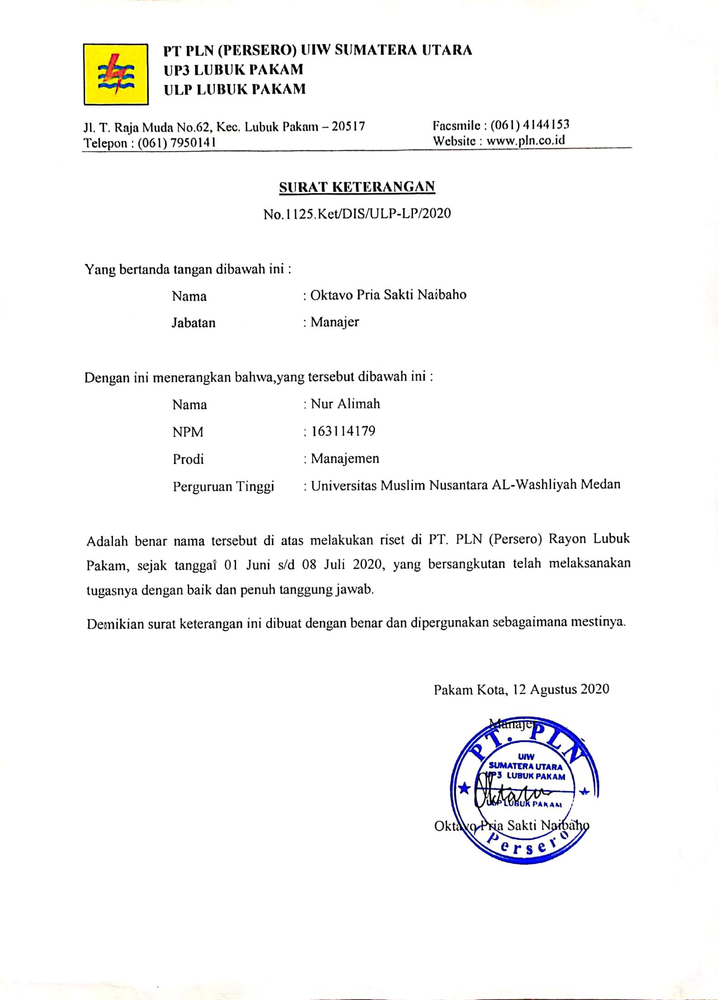 PT PLN (PERSERO) UIW SUMATERA UTARA
UP3 LUBUK PAKAM
ULP LUBUK PAKAM
Jl. T. Raja Muda No.62, Kec. Lubuk Pakam – 20517
Facsmile : (061) 4144153
Telepon : (061) 7950141
Website : www.pln.co.id
SURAT KETERANGAN
No.1125.Ket/DIS/ULP-LP/2020
Yang bertanda tangan dibawah ini :
Nama : Oktavo Pria Sakti Naibaho
Jabatan : Manajer
Dengan ini menerangkan bahwa,yang tersebut dibawah ini :
Nama : Nur Alimah
NPM : 163114179
Prodi : Manajemen
Perguruan Tinggi : Universitas Muslim Nusantara AL-Washliyah Medan
Adalah benar nama tersebut di atas melakukan riset di PT. PLN (Persero) Rayon Lubuk
Pakam, sejak tanggal 01 Juni s/d 08 Juli 2020, yang bersangkutan telah melaksanakan
tugasnya dengan baik dan penuh tanggung jawab.
Demikian surat keterangan ini dibuat dengan benar dan dipergunakan sebagaimana mestinya.
Pakam Kota, 12 Agustus 2020
Manajer
PT. PLN
UIW
SUMATERA UTARA
UP3 LUBUK PAKAM
ULP LUBUK PAKAM
Oktavo Pria Sakti Naibaho
Persero